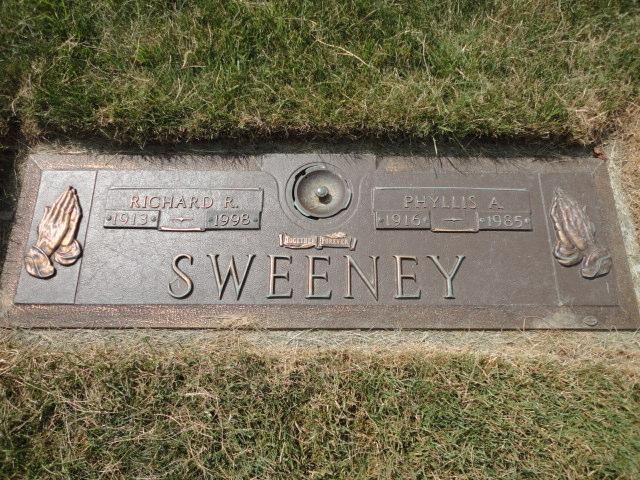 RICHARD R.
1913 1998
PHYLLIS A.
1916 1985
TOGETHER FOREVER
SWEENEY